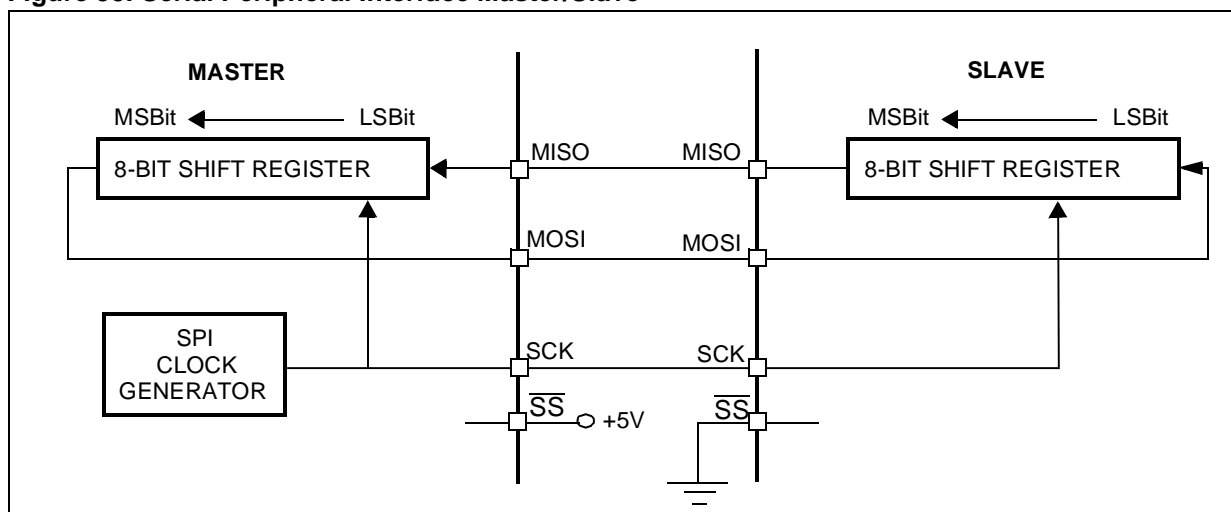 Figure 38. Serial Peripheral Interface Master/Slave
MASTER
SLAVE
MSBit LSBit
MSBit LSBit
8-BIT SHIFT REGISTER
MISO
MISO
8-BIT SHIFT REGISTER
MOSI
MOSI
SPI
CLOCK
GENERATOR
SCK
SCK
SS
+5V
SS